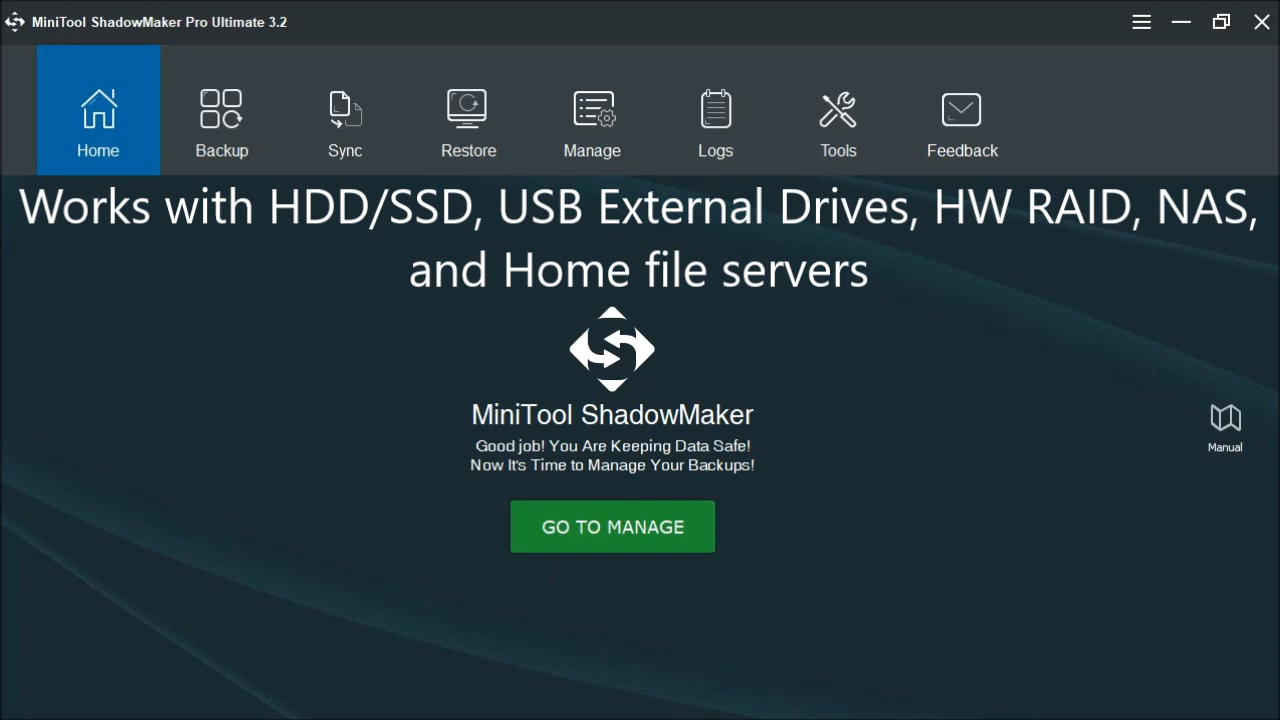 MiniTool ShadowMaker Pro Ultimate 3.2
Home
Backup
Sync
Restore
Manage
Logs
Tools
Feedback
Works with HDD/SSD, USB External Drives, HW RAID, NAS,
and Home file servers
MiniTool ShadowMaker
Good job! You Are Keeping Data Safe!
Now It's Time to Manage Your Backups!
Manual
GO TO MANAGE